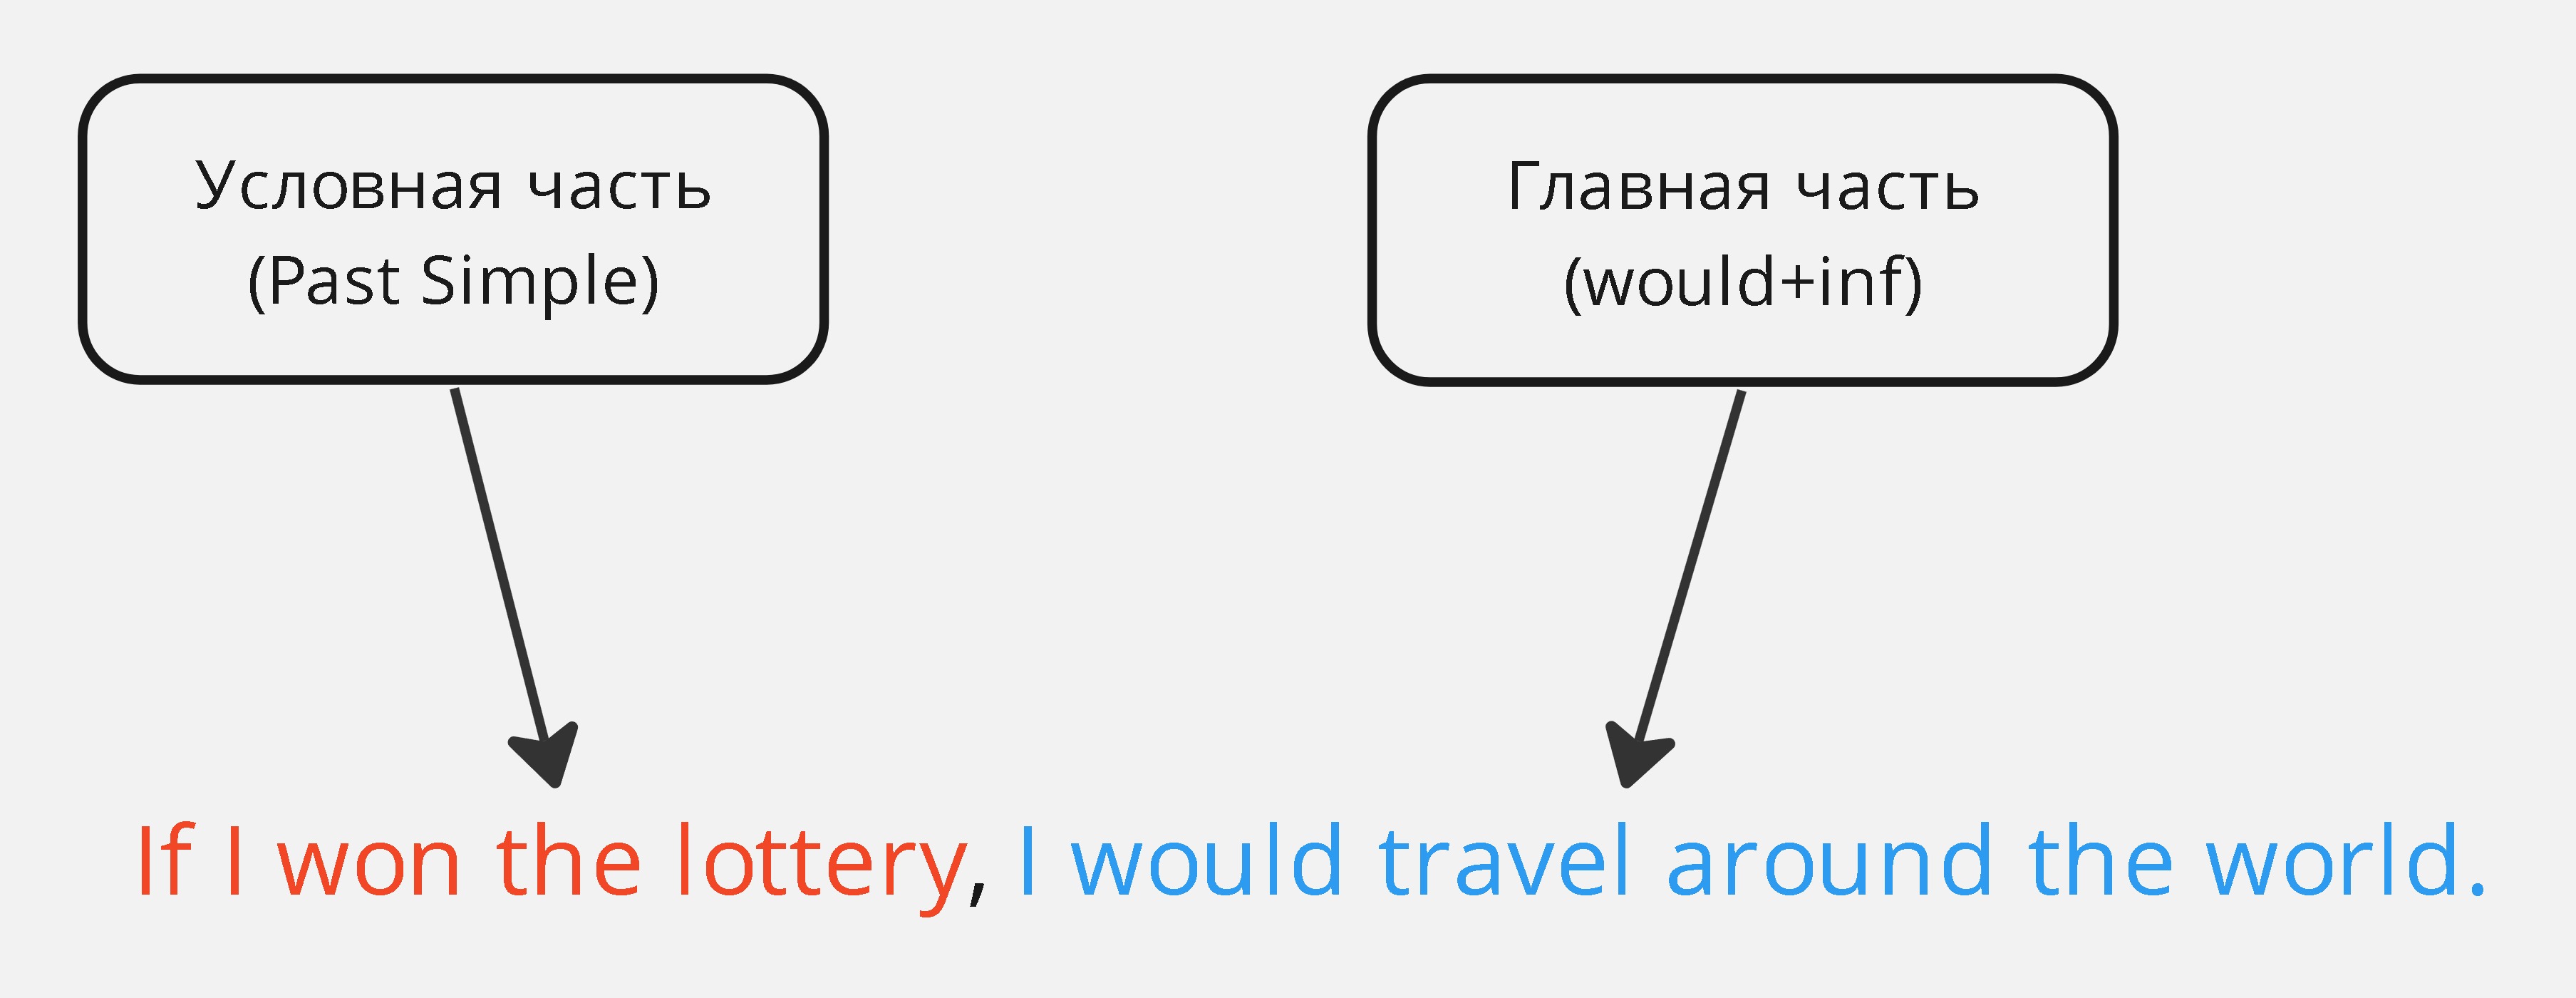 Условная часть
(Past Simple)
Главная часть
(would+inf)
If I won the lottery, I would travel around the world.